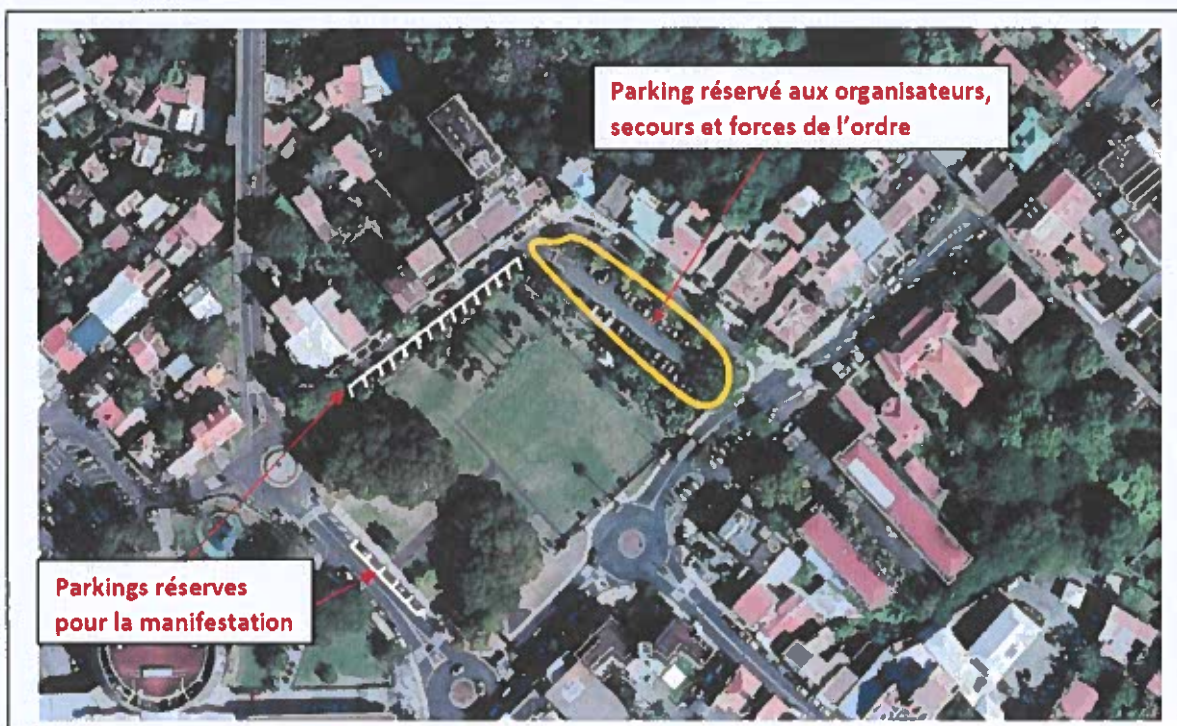 Parking réservé aux organisateurs,
secours et forces de l'ordre
Parkings réserves
pour la manifestation